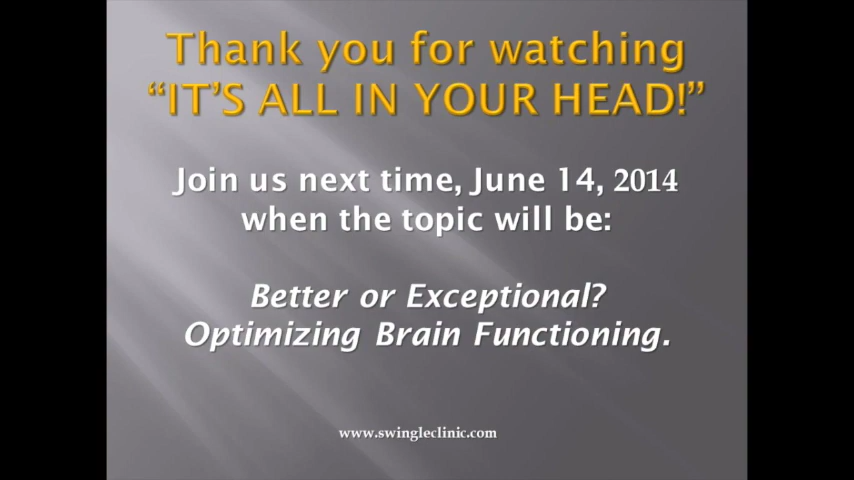 Thank you for watching
“IT’S ALL IN YOUR HEAD!”
Join us next time, June 14, 2014
when the topic will be:
Better or Exceptional?
Optimizing Brain Functioning.
www.swingleclinic.com